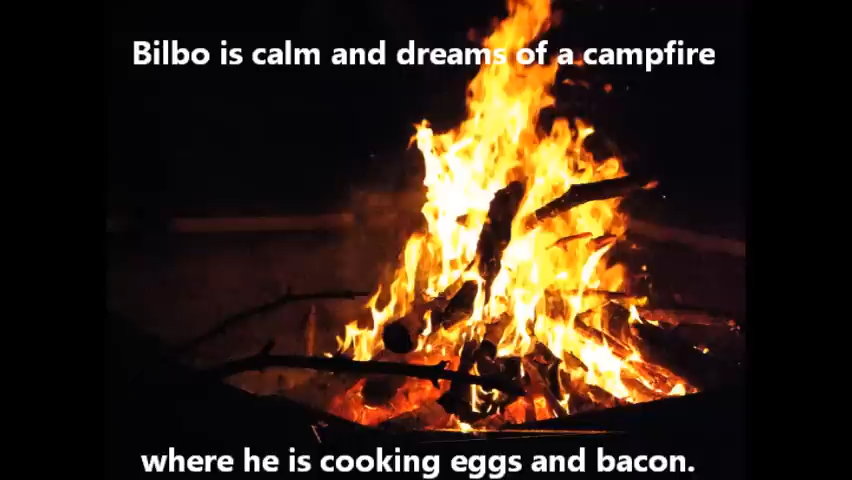 Bilbo is calm and dreams of a campfire
where he is cooking eggs and bacon.